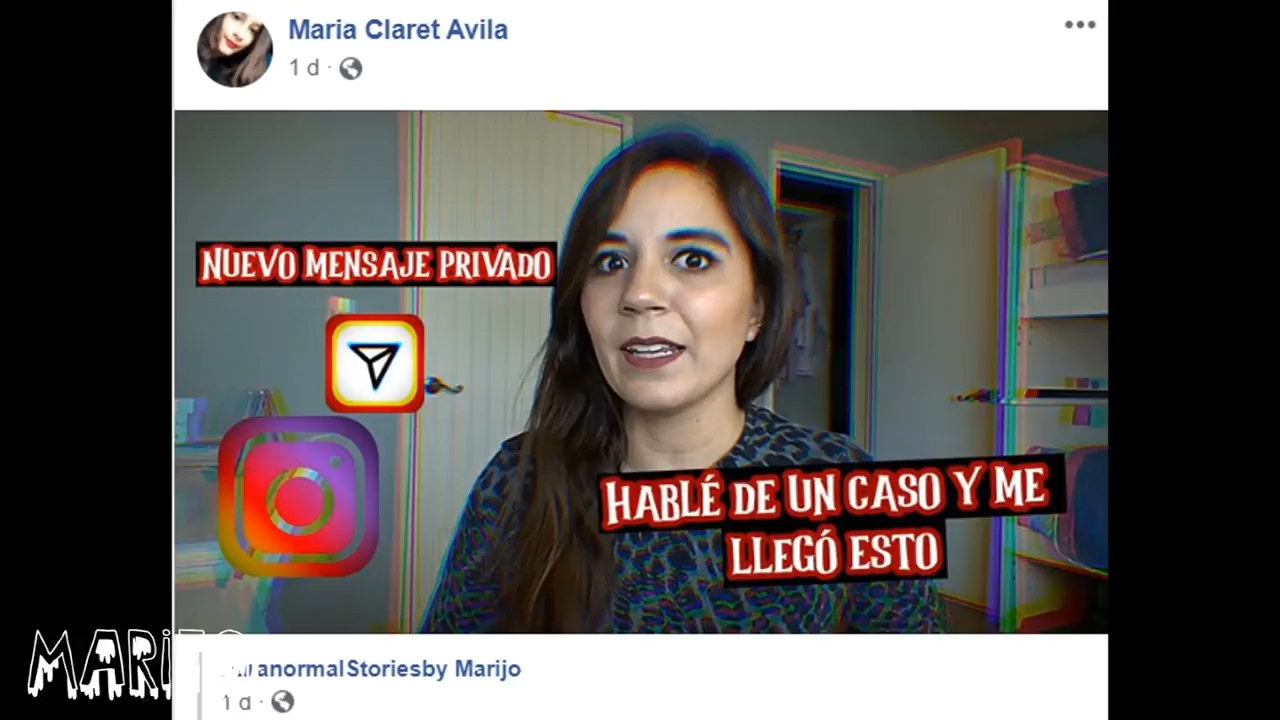 Maria Claret Avila
1 d ·
NUEVO MENSAJE PRIVADO
HABLÉ DE UN CASO Y ME
LLEGÓ ESTO
anormalStoriesby Marijo
1 d ·